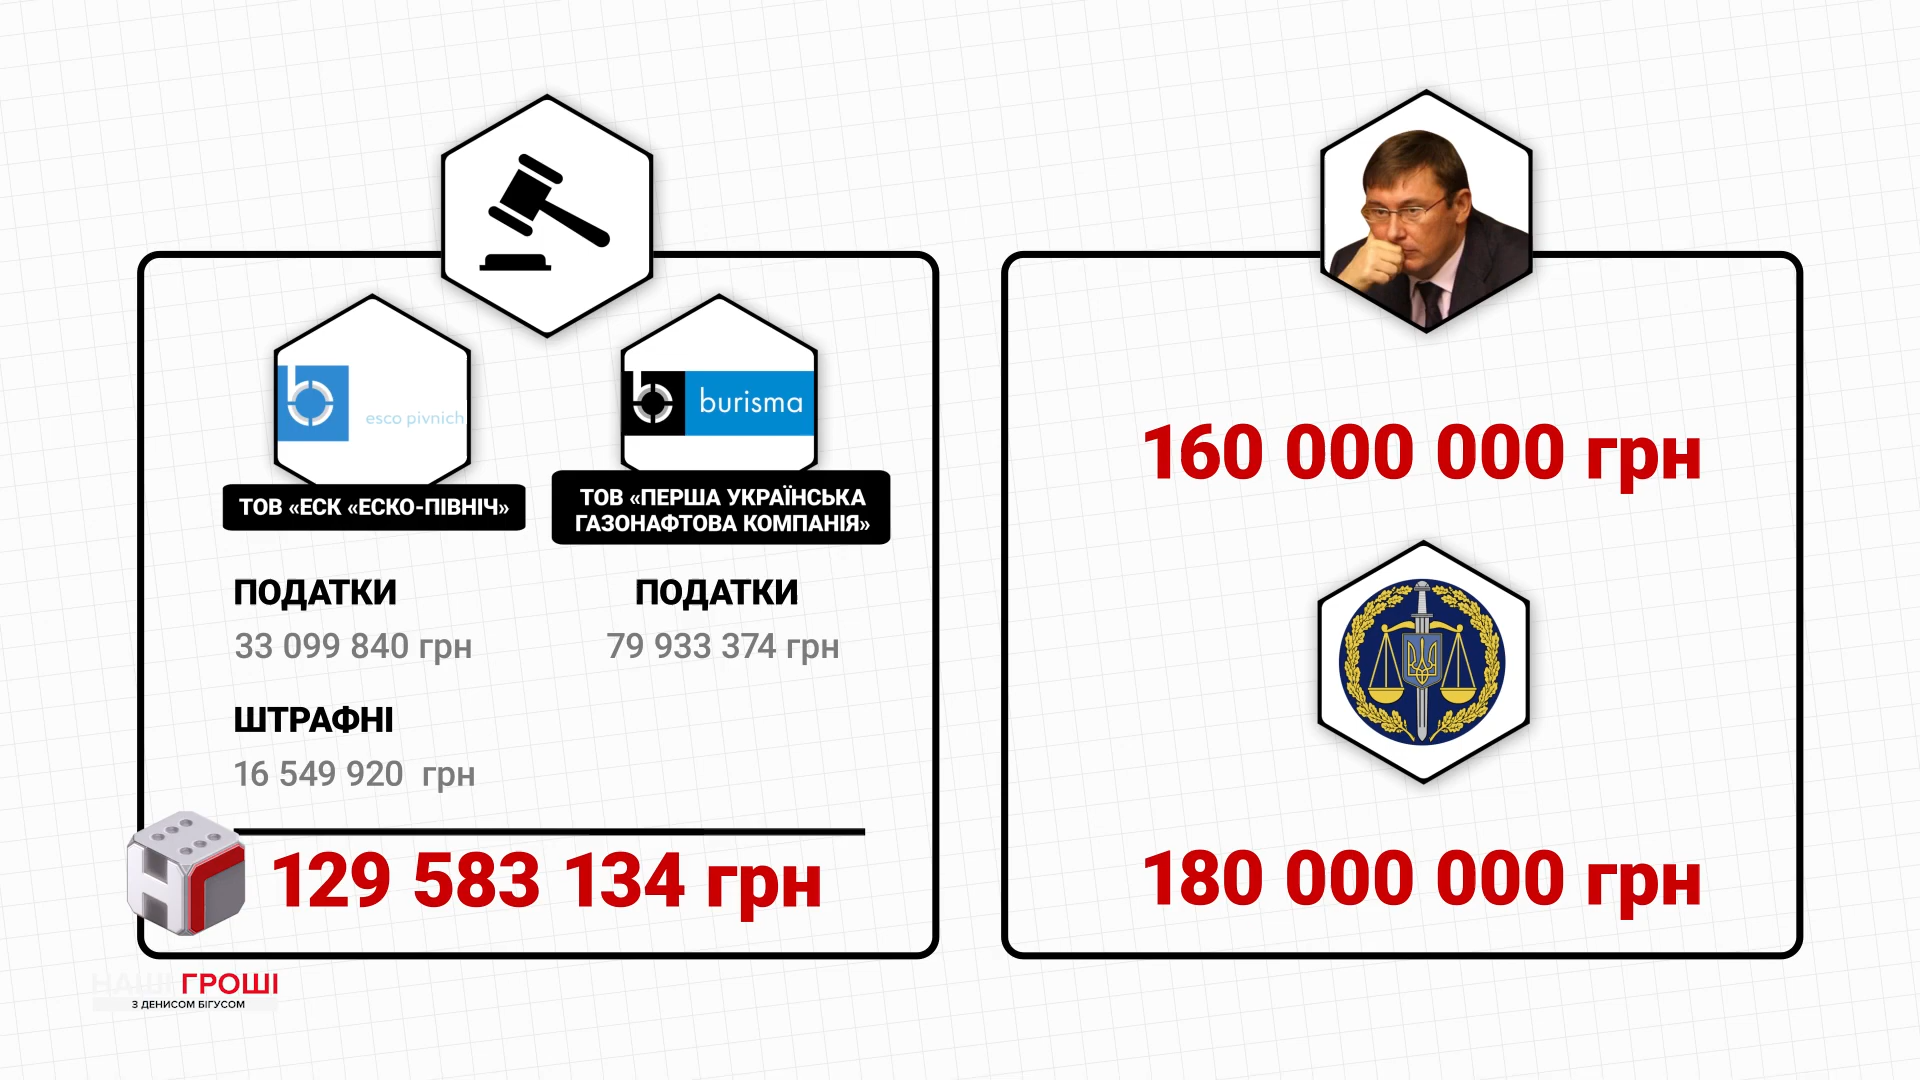 esco pivnich
burisma
ТОВ «ЕСК «ЕСКО-ПІВНІЧ»
ТОВ «ПЕРША УКРАЇНСЬКА
ГАЗОНАФТОВА КОМПАНІЯ»
ПОДАТКИ
33 099 840 грн
ШТРАФНІ
16 549 920 грн
ПОДАТКИ
79 933 374 грн
129 583 134 грн
160 000 000 грн
180 000 000 грн
НАШІ ГРОШІ
З ДЕНИСОМ БІГУСОМ